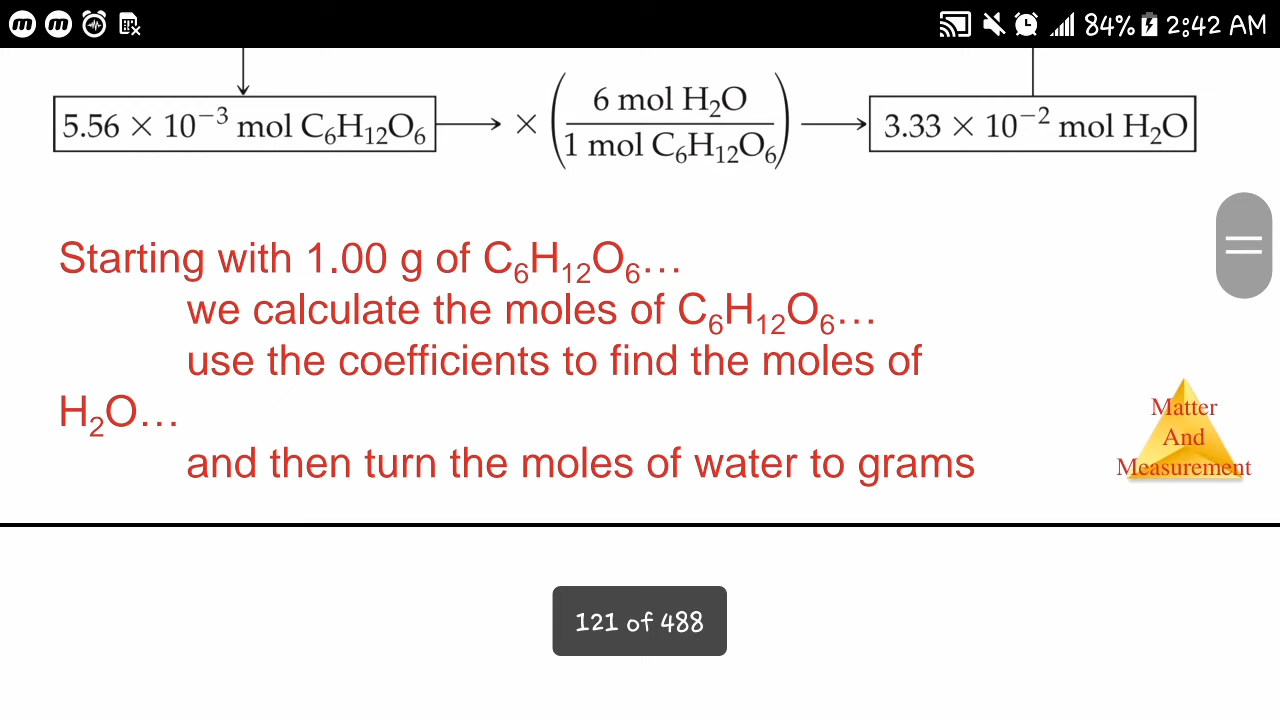 84% 2:42 AM
5.56 × 10⁻³ mol C₆H₁₂O₆ × (6 mol H₂O / 1 mol C₆H₁₂O₆) 3.33 × 10⁻² mol H₂O
Starting with 1.00 g of C₆H₁₂O₆…
we calculate the moles of C₆H₁₂O₆…
use the coefficients to find the moles of
H₂O…
and then turn the moles of water to grams
Matter
And
Measurement
121 of 488